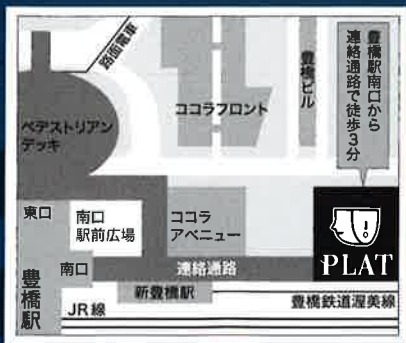 路面電車
ペデストリアン
デッキ
ココラフロント
豊橋ビル
豊橋駅南口から
連絡通路で徒歩3分
東口
南口
駅前広場
ココラ
アベニュー
PLAT
豊橋駅
南口
連絡通路
新豊橋駅
豊橋鉄道渥美線
JR線